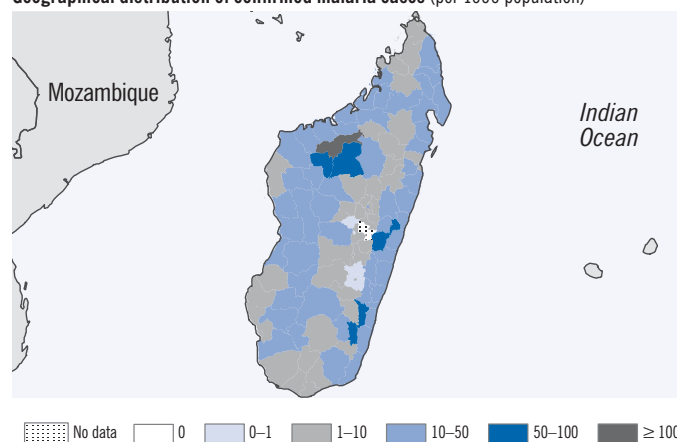 Geographical distribution of confirmed malaria cases (per 1000 population)
Mozambique
Indian
Ocean
No data 0 0–1 1–10 10–50 50–100 ≥ 100